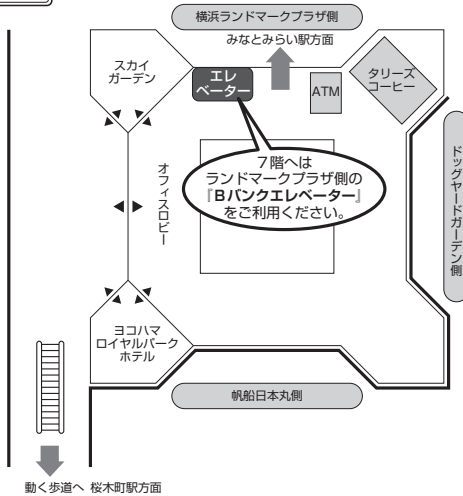 横浜ランドマークプラザ側
みなとみらい駅方面
スカイ
ガーデン
エレ
ベーター
ATM
タリーズ
コーヒー
7階へは
ランドマークプラザ側の
『Bバンクエレベーター』
をご利用ください。
オフィスロビー
ドッグヤードガーデン側
ヨコハマ
ロイヤルパーク
ホテル
帆船日本丸側
動く歩道へ 桜木町駅方面